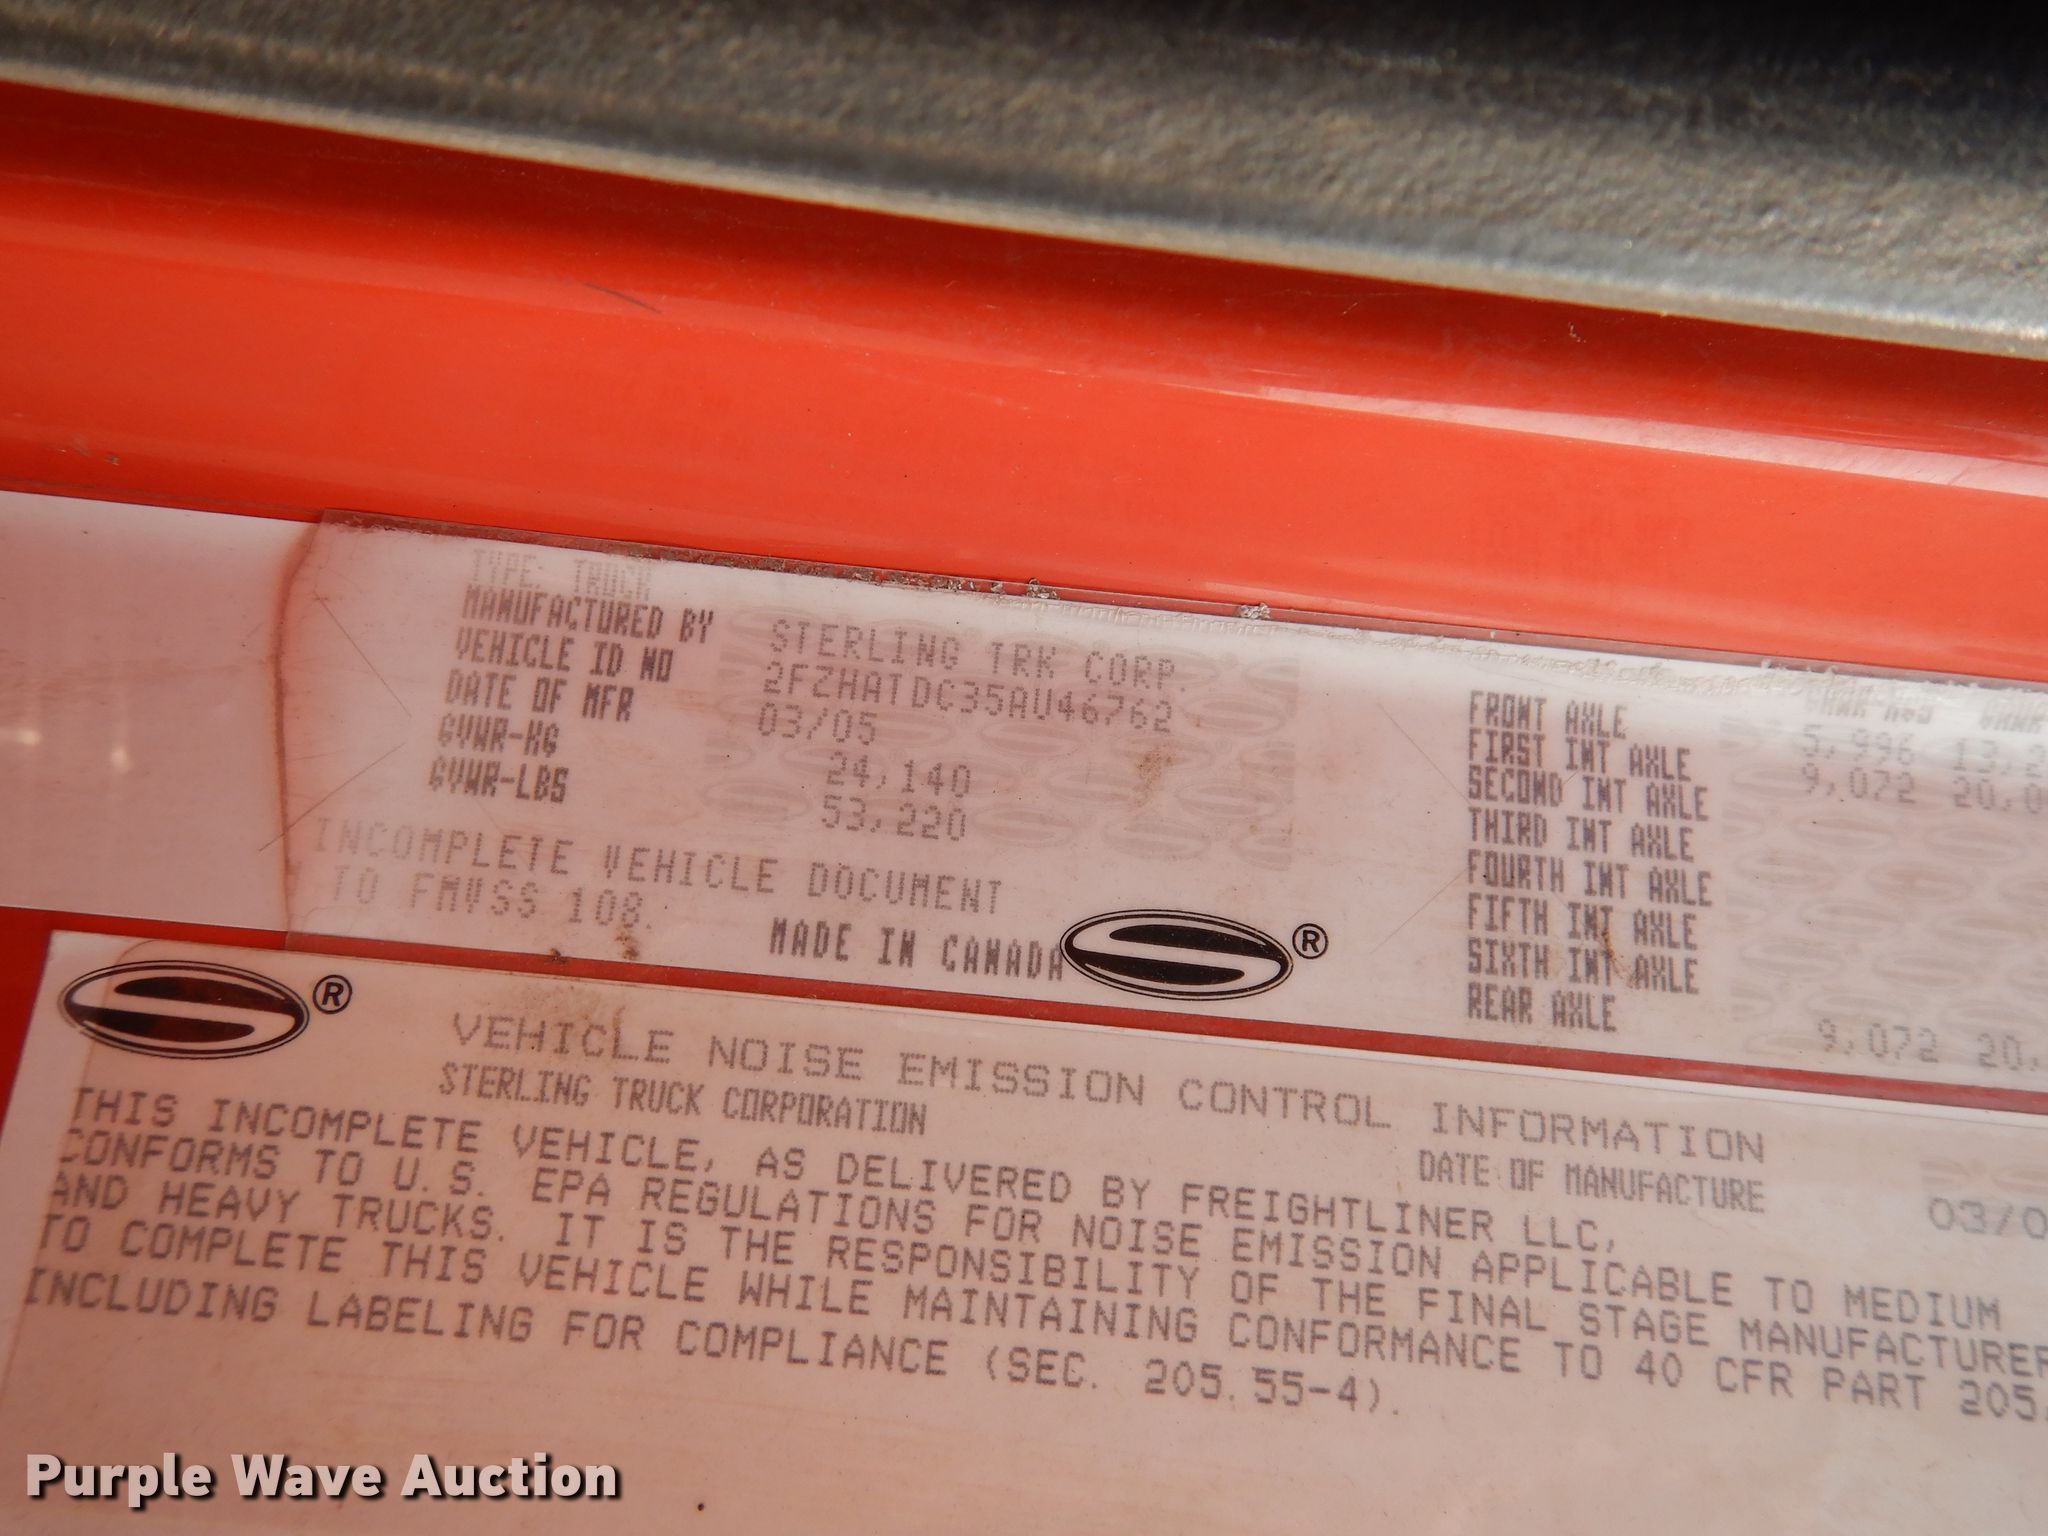 TYPE: TRUCK
MANUFACTURED BY STERLING TRK CORP.
VEHICLE ID NO 2FZHATDC35AU46762
DATE OF MFR 03/05
GVWR-KG 24,140
GVWR-LBS 53,220
INCOMPLETE VEHICLE DOCUMENT
TO FMVSS 108.
MADE IN CANADA
®
FRONT AXLE 5,996
FIRST INT AXLE 9,072
SECOND INT AXLE
THIRD INT AXLE
FOURTH INT AXLE
FIFTH INT AXLE
SIXTH INT AXLE
REAR AXLE 9,072 20,
®
VEHICLE NOISE EMISSION CONTROL INFORMATION
STERLING TRUCK CORPORATION
DATE OF MANUFACTURE 03/0
THIS INCOMPLETE VEHICLE, AS DELIVERED BY FREIGHTLINER LLC,
CONFORMS TO U.S. EPA REGULATIONS FOR NOISE EMISSION APPLICABLE TO MEDIUM
AND HEAVY TRUCKS. IT IS THE RESPONSIBILITY OF THE FINAL STAGE MANUFACTURER
TO COMPLETE THIS VEHICLE WHILE MAINTAINING CONFORMANCE TO 40 CFR PART 205,
INCLUDING LABELING FOR COMPLIANCE (SEC. 205.55-4).
Purple Wave Auction